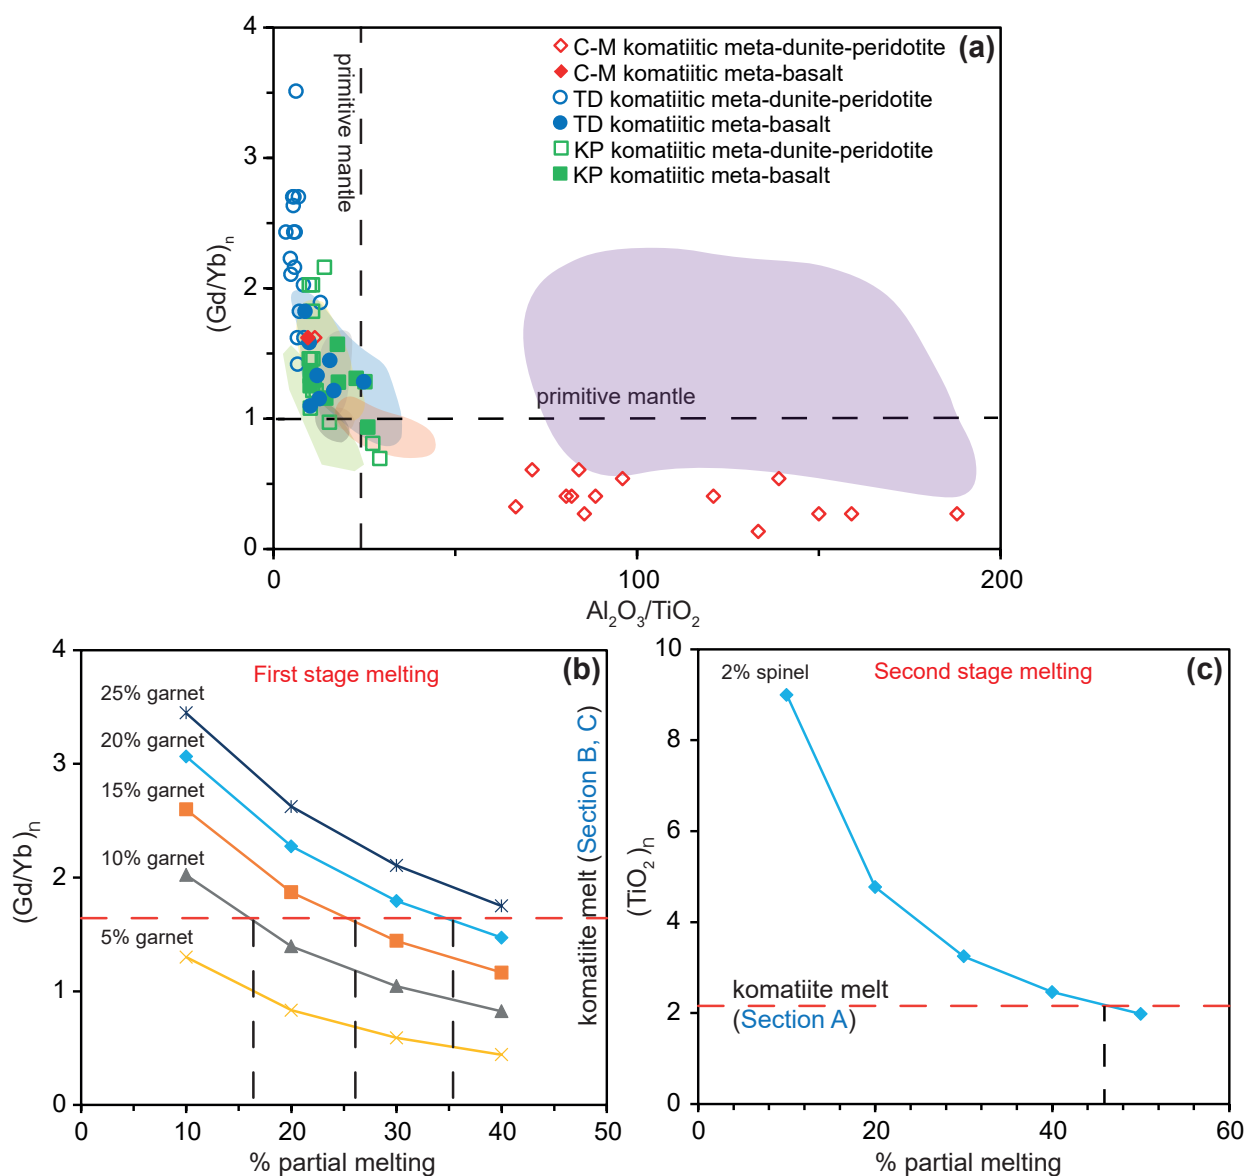 (a)
C-M komatiitic meta-dunite-peridotite
C-M komatiitic meta-basalt
TD komatiitic meta-dunite-peridotite
TD komatiitic meta-basalt
KP komatiitic meta-dunite-peridotite
KP komatiitic meta-basalt
primitive mantle
primitive mantle
4
3
2
1
0
(Gd/Yb)n
0
100
200
Al2O3/TiO2
(b)
First stage melting
25% garnet
20% garnet
15% garnet
10% garnet
5% garnet
komatiite melt (Section B, C)
4
3
2
1
0
(Gd/Yb)n
0
10
20
30
40
50
% partial melting
(c)
Second stage melting
2% spinel
komatiite melt
(Section A)
10
8
6
4
2
0
(TiO2)n
0
20
40
60
% partial melting